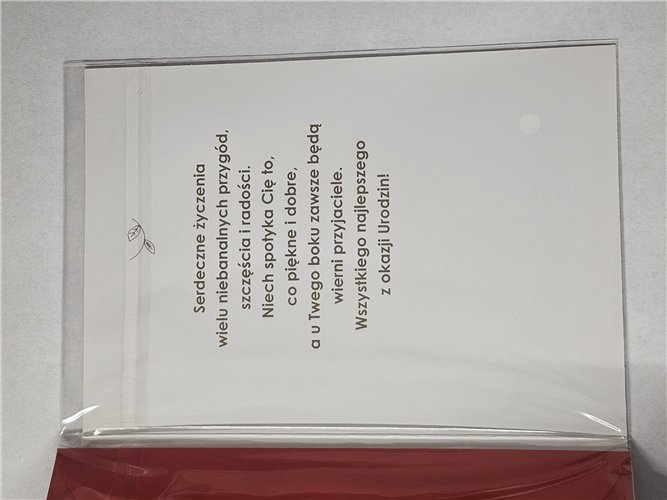 Serdeczne życzenia
wielu niebanalnych przygód,
szczęścia i radości.
Niech spotyka Cię to,
co piękne i dobre,
a u Twego boku zawsze będą
wierni przyjaciele.
Wszystkiego najlepszego
z okazji Urodzin!